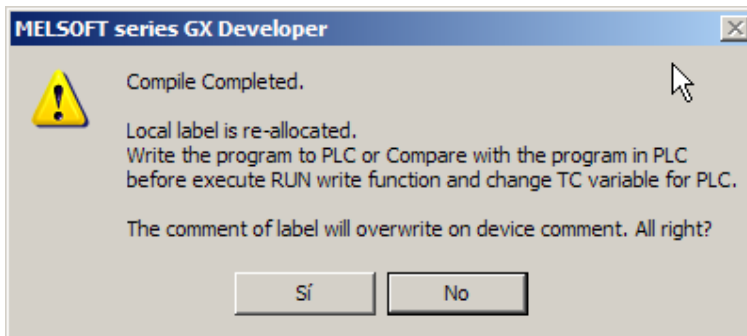 MELSOFT series GX Developer
Compile Completed.
Local label is re-allocated.
Write the program to PLC or Compare with the program in PLC
before execute RUN write function and change TC variable for PLC.
The comment of label will overwrite on device comment. All right?
Sí
No